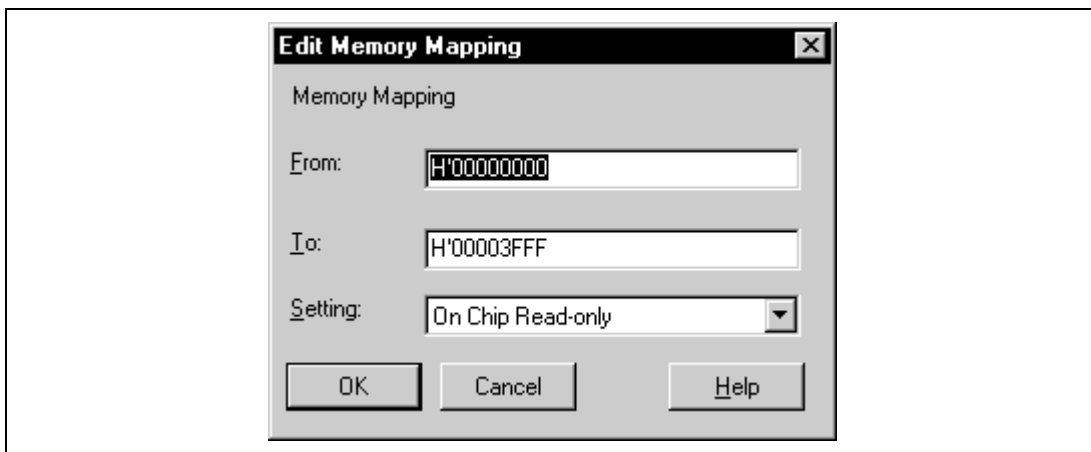 Edit Memory Mapping
Memory Mapping
From: H'00000000
To: H'00003FFF
Setting: On Chip Read-only
OK Cancel Help